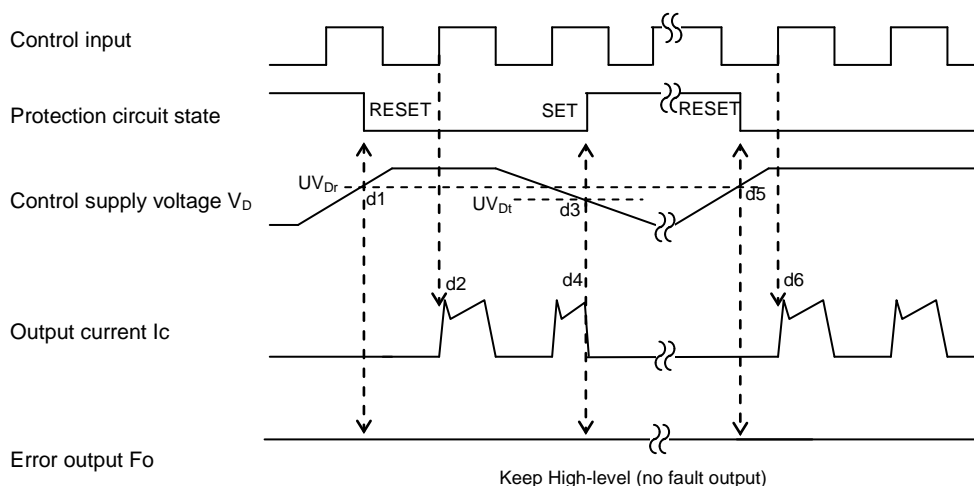 Control input
Protection circuit state
RESET
SET
RESET
Control supply voltage VD
UVDr
d1
UVDt
d3
d5
Output current Ic
d2
d4
d6
Error output Fo
Keep High-level (no fault output)